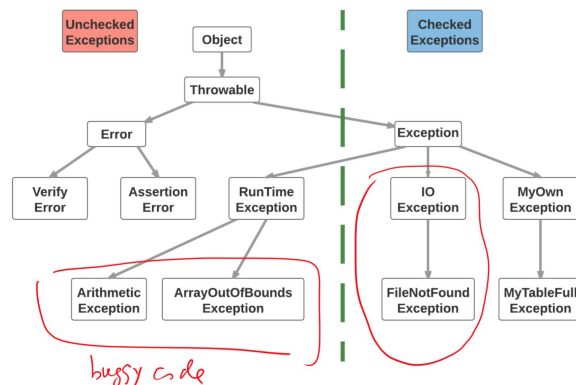 Unchecked
Exceptions
Object
Checked
Exceptions
Throwable
Error
Exception
Verify
Error
Assertion
Error
RunTime
Exception
IO
Exception
MyOwn
Exception
Arithmetic
Exception
ArrayOutOfBounds
Exception
FileNotFound
Exception
MyTableFull
Exception
buggy code